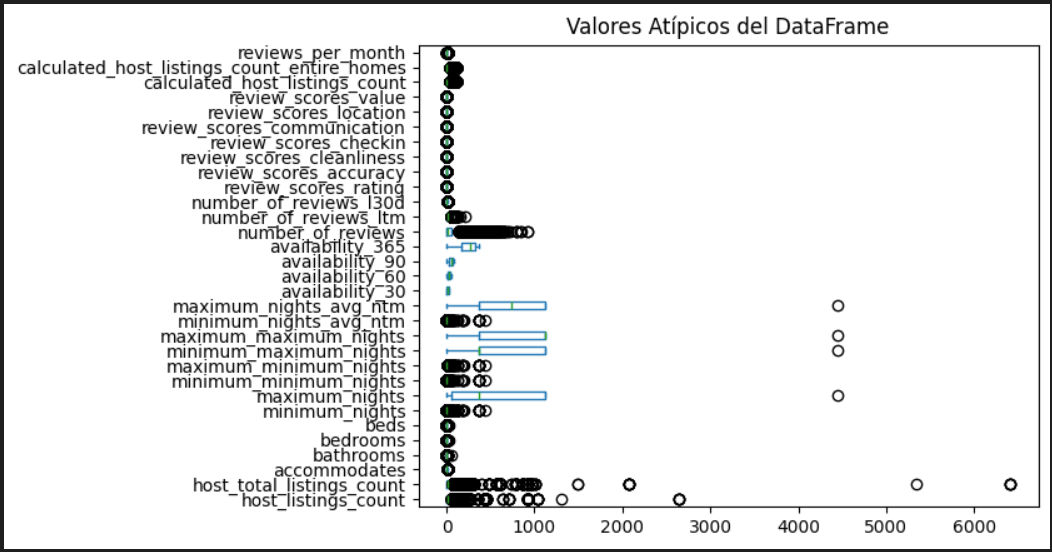 Valores Atípicos del DataFrame
reviews_per_month
calculated_host_listings_count_entire_homes
calculated_host_listings_count
review_scores_value
review_scores_location
review_scores_communication
review_scores_checkin
review_scores_cleanliness
review_scores_accuracy
review_scores_rating
number_of_reviews_l30d
number_of_reviews_ltm
number_of_reviews
availability_365
availability_90
availability_60
availability_30
maximum_nights_avg_ntm
minimum_nights_avg_ntm
maximum_maximum_nights
minimum_maximum_nights
maximum_minimum_nights
minimum_minimum_nights
maximum_nights
minimum_nights
beds
bedrooms
bathrooms
accommodates
host_total_listings_count
host_listings_count
0 1000 2000 3000 4000 5000 6000